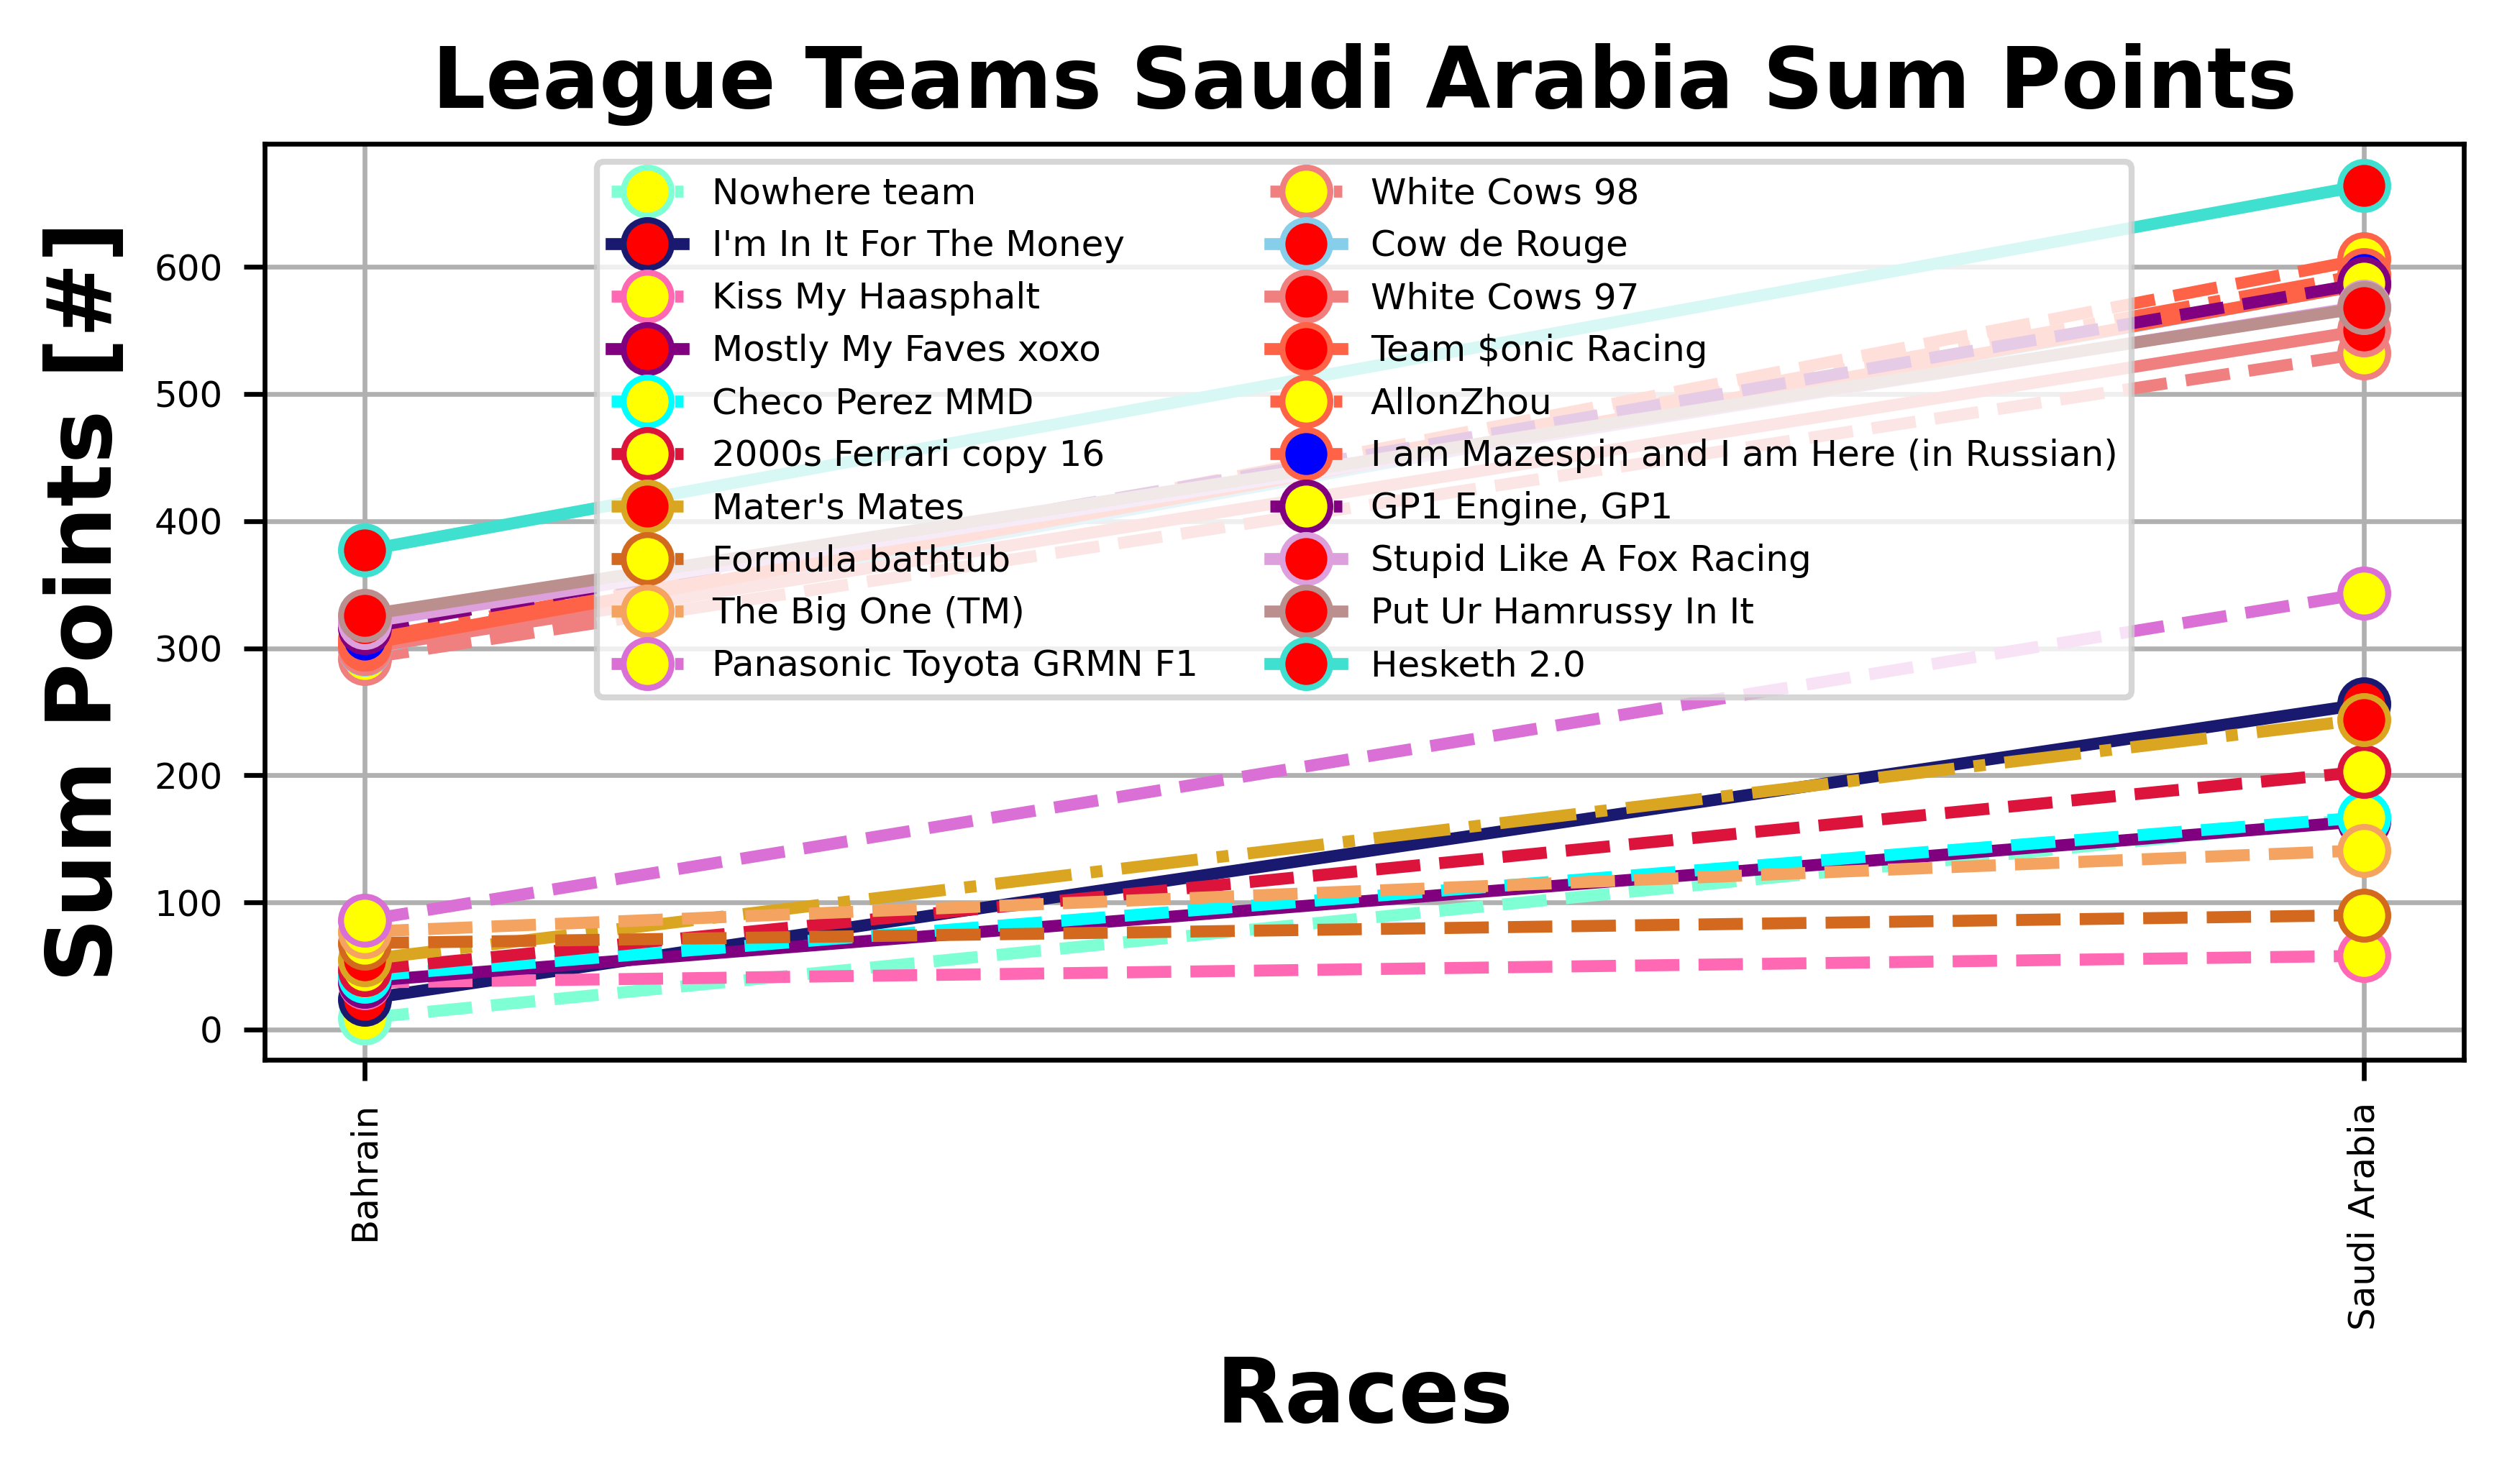 League Teams Saudi Arabia Sum Points
Sum Points [#]
600
500
400
300
200
100
0
Nowhere team
I'm In It For The Money
Kiss My Haasphalt
Mostly My Faves xoxo
Checo Perez MMD
2000s Ferrari copy 16
Mater's Mates
Formula bathtub
The Big One (TM)
Panasonic Toyota GRMN F1
White Cows 98
Cow de Rouge
White Cows 97
Team $onic Racing
AllonZhou
I am Mazespin and I am Here (in Russian)
GP1 Engine, GP1
Stupid Like A Fox Racing
Put Ur Hamrussy In It
Hesketh 2.0
Bahrain
Saudi Arabia
Races